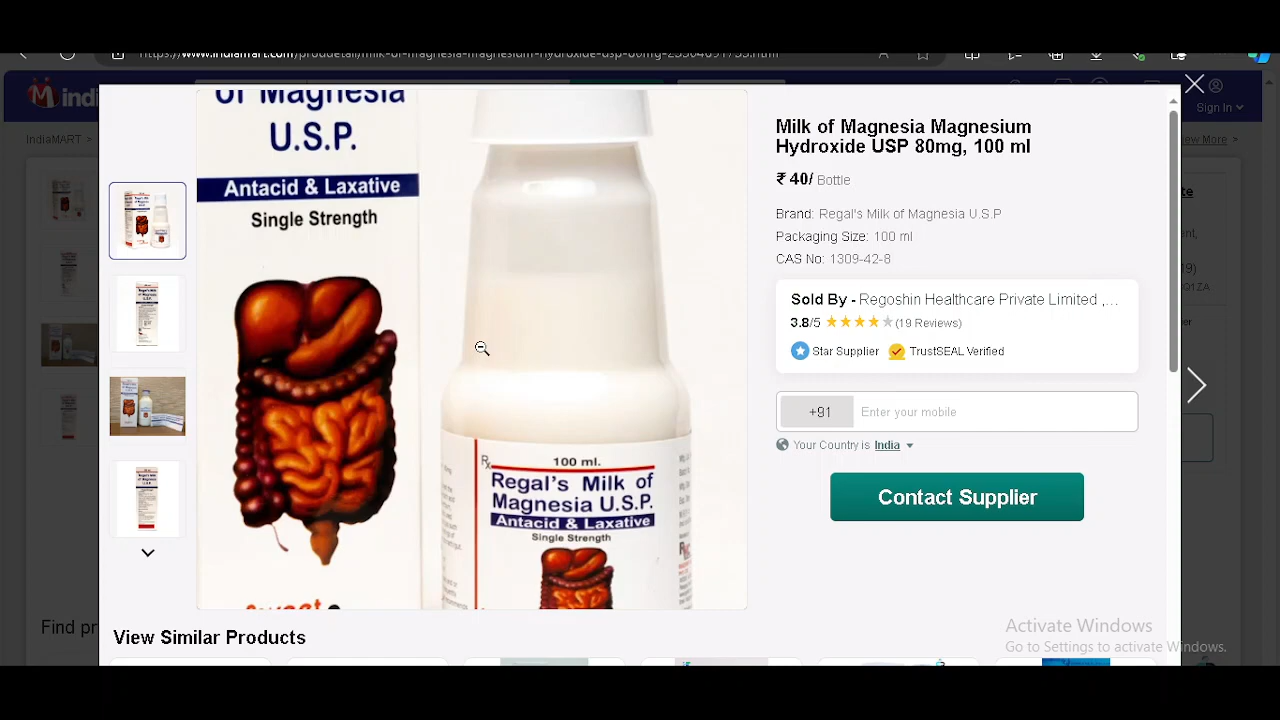 indi
Sign In
IndiaMART >
View More >
Milk of Magnesia Magnesium
Hydroxide USP 80mg, 100 ml
₹ 40/ Bottle
Brand: Regal's Milk of Magnesia U.S.P
Packaging Size: 100 ml
CAS No: 1309-42-8
Sold By - Regoshin Healthcare Private Limited ,...
3.8/5 (19 Reviews)
Star Supplier TrustSEAL Verified
+91 Enter your mobile
Your Country is India
Contact Supplier
of Magnesia
U.S.P.
Antacid & Laxative
Single Strength
Rx 100 ml.
Regal's Milk of
Magnesia U.S.P.
Antacid & Laxative
Single Strength
Find pr
View Similar Products
Activate Windows
Go to Settings to activate Windows.